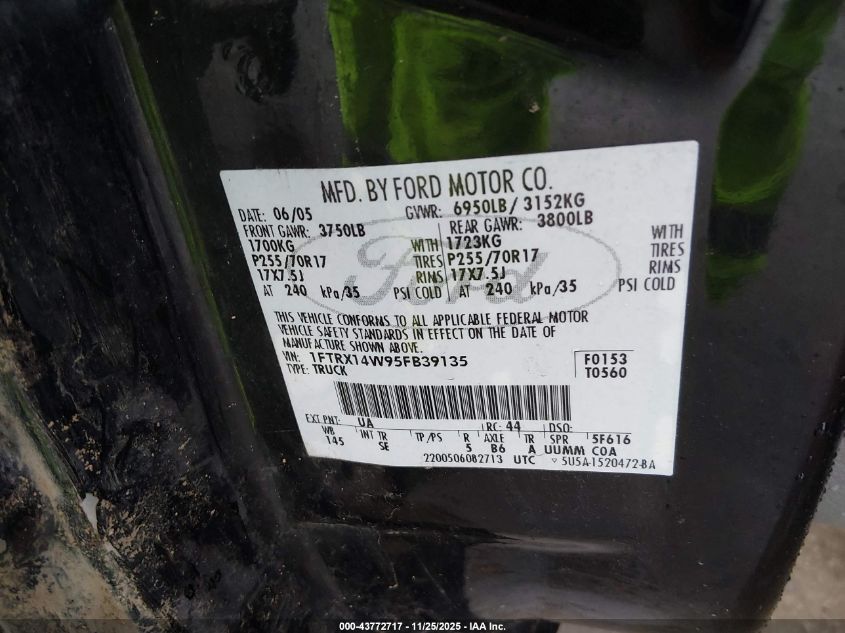 MFD. BY FORD MOTOR CO.
DATE: 06/05 GVWR: 6950LB / 3152KG
FRONT GAWR: 3750LB REAR GAWR: 3800LB
1700KG WITH 1723KG WITH
P255/70R17 TIRES P255/70R17 TIRES
17X7.5J RIMS 17X7.5J RIMS
AT 240 kPa/35 PSI COLD AT 240 kPa/35 PSI COLD
Ford
THIS VEHICLE CONFORMS TO ALL APPLICABLE FEDERAL MOTOR
VEHICLE SAFETY STANDARDS IN EFFECT ON THE DATE OF
MANUFACTURE SHOWN ABOVE.
VIN: 1FTRX14W95FB39135 F0153
TYPE: TRUCK T0560
EXT PNT: UA RC: 44 DSO:
WB INT TR TP/PS R AXLE TR SPR 5F616
145 SE 5 B6 A UUMM COA
2200506082713 UTC 5U5A-1520472-BA
000-43772717 - 11/25/2025 - IAA Inc.